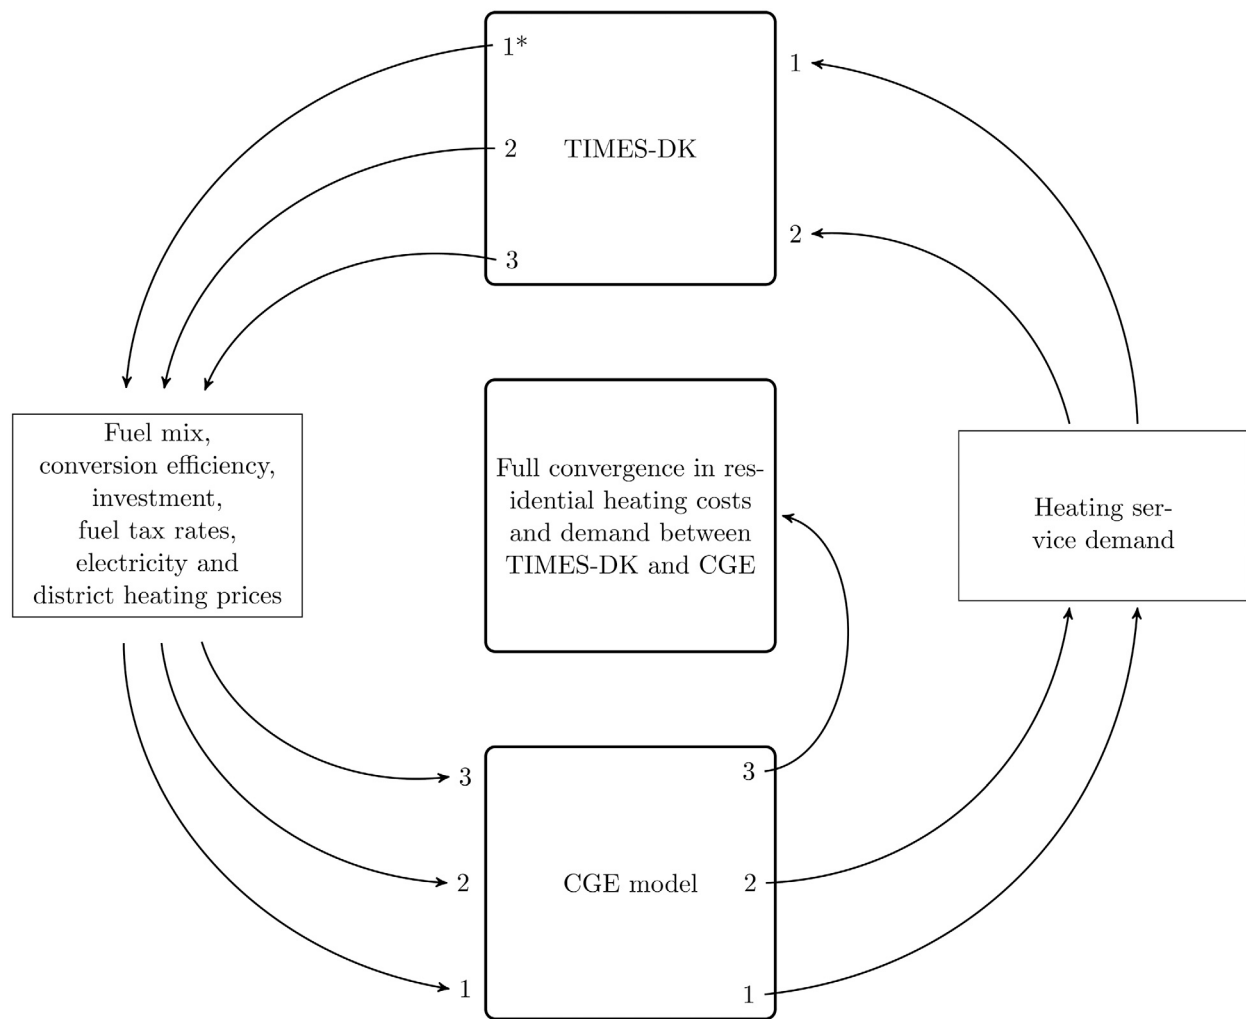 1*
1
TIMES-DK
2
2
3
Fuel mix,
conversion efficiency,
investment,
fuel tax rates,
electricity and
district heating prices
Full convergence in res-
idential heating costs
and demand between
TIMES-DK and CGE
Heating ser-
vice demand
3
3
2
CGE model
2
1
1